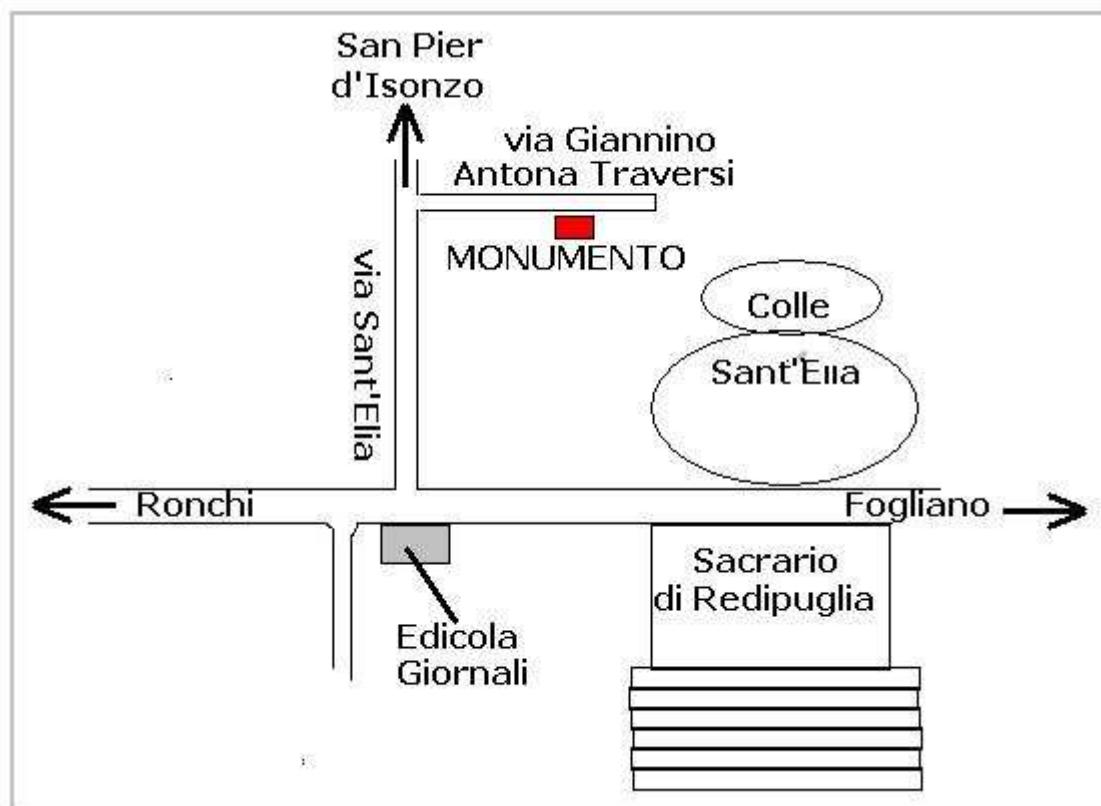 San Pier
d'Isonzo
via Giannino
Antona Traversi
MONUMENTO
via Sant'Elia
Colle
Sant'Elia
Ronchi
Fogliano
Sacrario
di Redipuglia
Edicola
Giornali